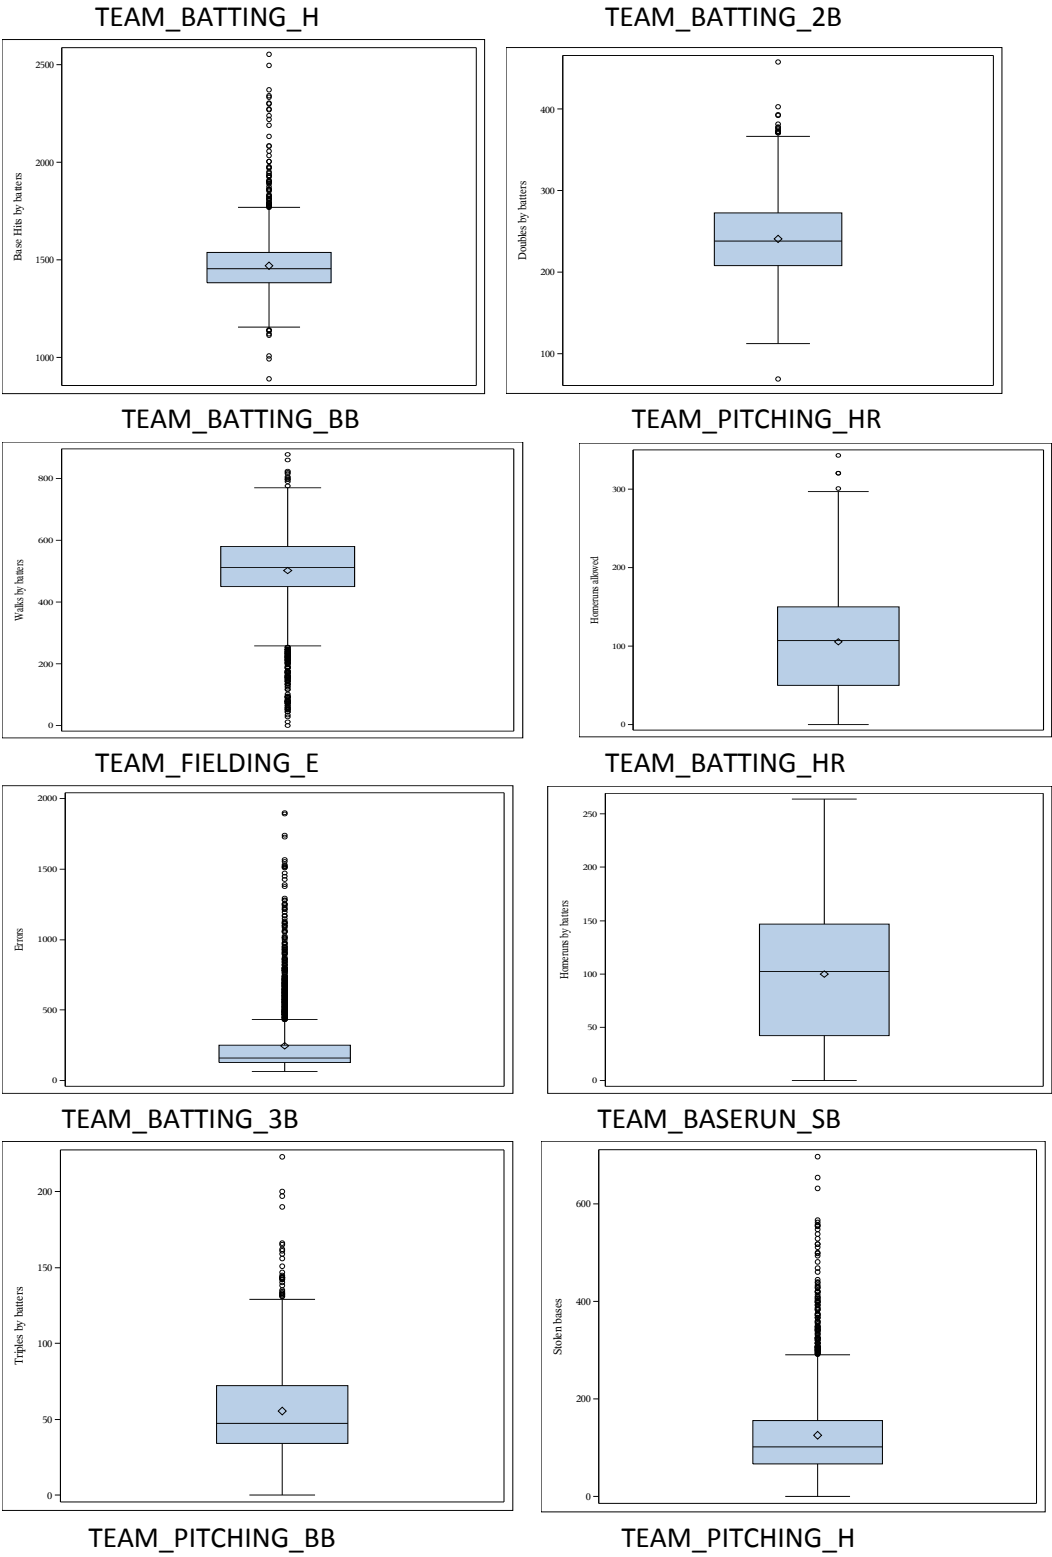 TEAM_BATTING_H
TEAM_BATTING_2B
2500
2000
1500
1000
Base Hits by batters
400
300
200
100
Doubles by batters
TEAM_BATTING_BB
TEAM_PITCHING_HR
800
600
400
200
0
Walks by batters
300
200
100
0
Homeruns allowed
TEAM_FIELDING_E
TEAM_BATTING_HR
2000
1500
1000
500
0
Errors
250
200
150
100
50
0
Homeruns by batters
TEAM_BATTING_3B
TEAM_BASERUN_SB
200
150
100
50
0
Triples by batters
600
400
200
0
Stolen bases
TEAM_PITCHING_BB
TEAM_PITCHING_H